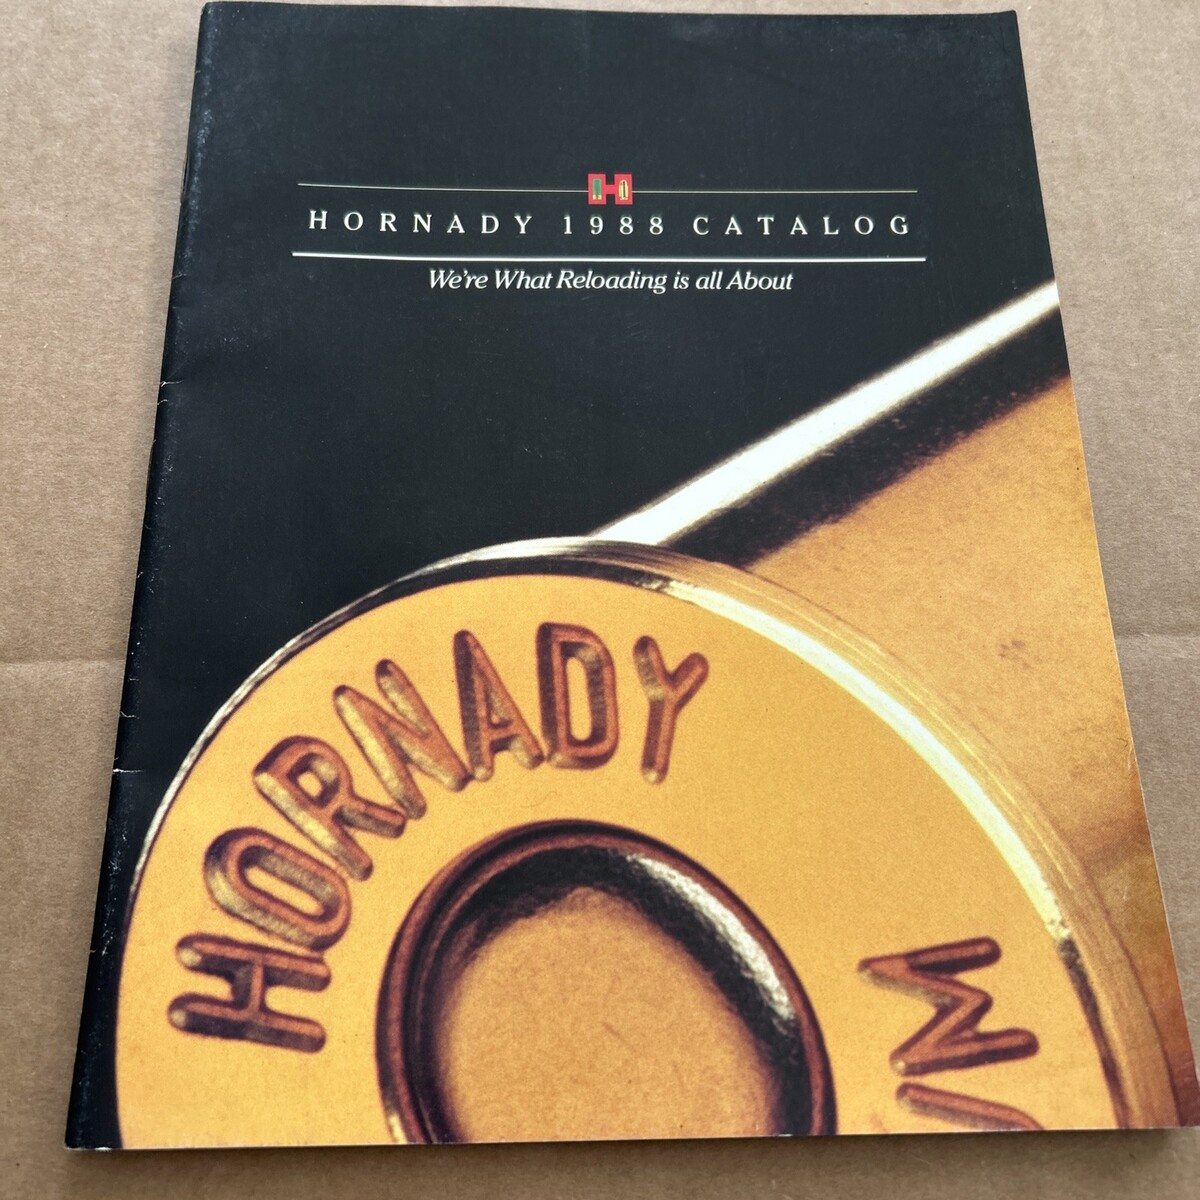 HORNADY 1988 CATALOG
We're What Reloading is all About
HORNADY